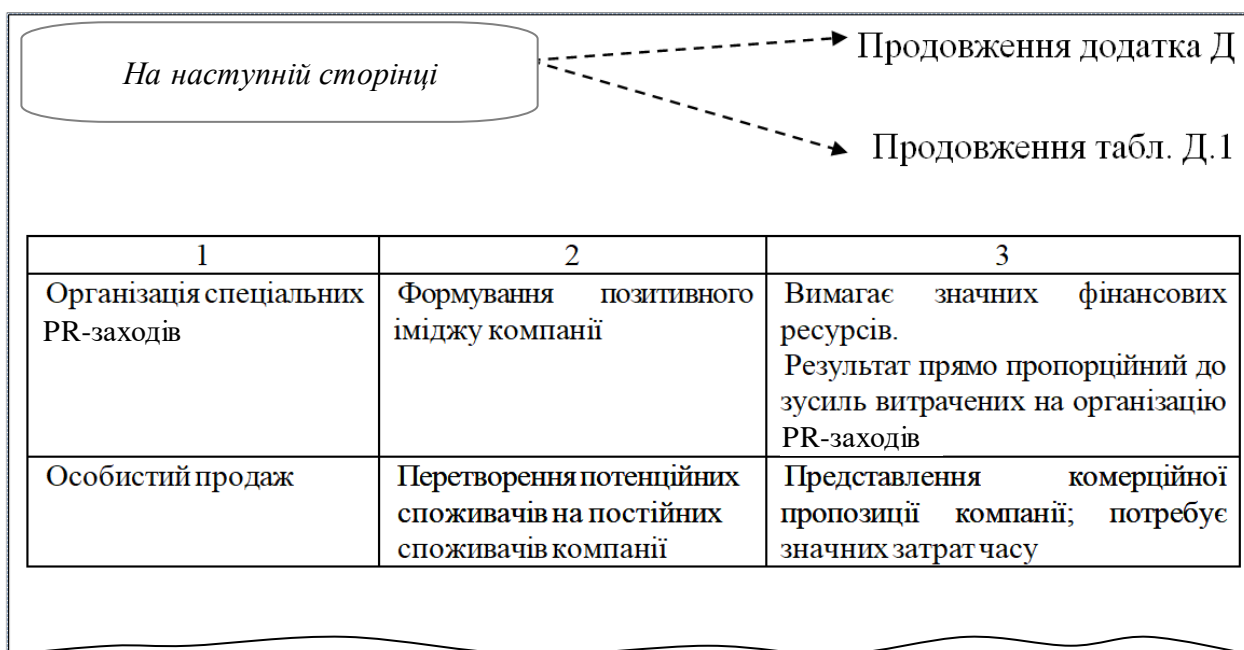 На наступній сторінці
Продовження додатка Д
Продовження табл. Д.1
1 2 3
Організація спеціальних
PR-заходів
Формування позитивного
іміджу компанії
Вимагає значних фінансових
ресурсів.
Результат прямо пропорційний до
зусиль витрачених на організацію
PR-заходів
Особистий продаж
Перетворення потенційних
споживачів на постійних
споживачів компанії
Представлення комерційної
пропозиції компанії; потребує
значних затрат часу